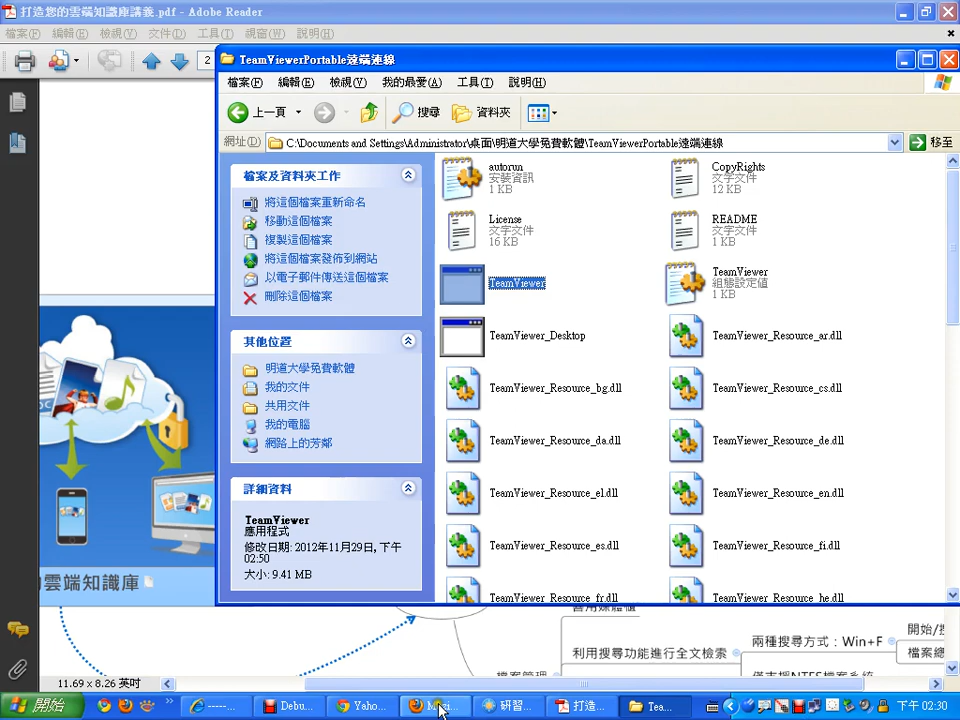 打造您的雲端知識庫講義.pdf - Adobe Reader
檔案(F) 編輯(E) 檢視(V) 文件(D) 工具(T) 視窗(W) 說明(H)
2
TeamViewerPortable遠端連線
檔案(F) 編輯(E) 檢視(V) 我的最愛(A) 工具(T) 說明(H)
上一頁 搜尋 資料夾
網址(D) C:\Documents and Settings\Administrator\桌面\明道大學免費軟體\TeamViewerPortable遠端連線 移至
檔案及資料夾工作
將這個檔案重新命名
移動這個檔案
複製這個檔案
將這個檔案發佈到網站
以電子郵件傳送這個檔案
刪除這個檔案
其他位置
明道大學免費軟體
我的文件
共用文件
我的電腦
網路上的芳鄰
詳細資料
TeamViewer
應用程式
修改日期: 2012年11月29日, 下午
02:50
大小: 9.41 MB
autorun
安裝資訊
1 KB
CopyRights
文字文件
12 KB
License
文字文件
16 KB
README
文字文件
1 KB
TeamViewer
TeamViewer
組態設定值
1 KB
TeamViewer_Desktop
TeamViewer_Resource_ar.dll
TeamViewer_Resource_bg.dll
TeamViewer_Resource_cs.dll
TeamViewer_Resource_da.dll
TeamViewer_Resource_de.dll
TeamViewer_Resource_el.dll
TeamViewer_Resource_en.dll
TeamViewer_Resource_es.dll
TeamViewer_Resource_fi.dll
TeamViewer_Resource_fr.dll
TeamViewer_Resource_he.dll
雲端知識庫
利用搜尋功能進行全文檢索
兩種搜尋方式：Win+F
開始/
檔案總
11.69 x 8.26 英吋
開始 ----... Debu... Yaho... 研習... 打造... Tea... 下午 02:30